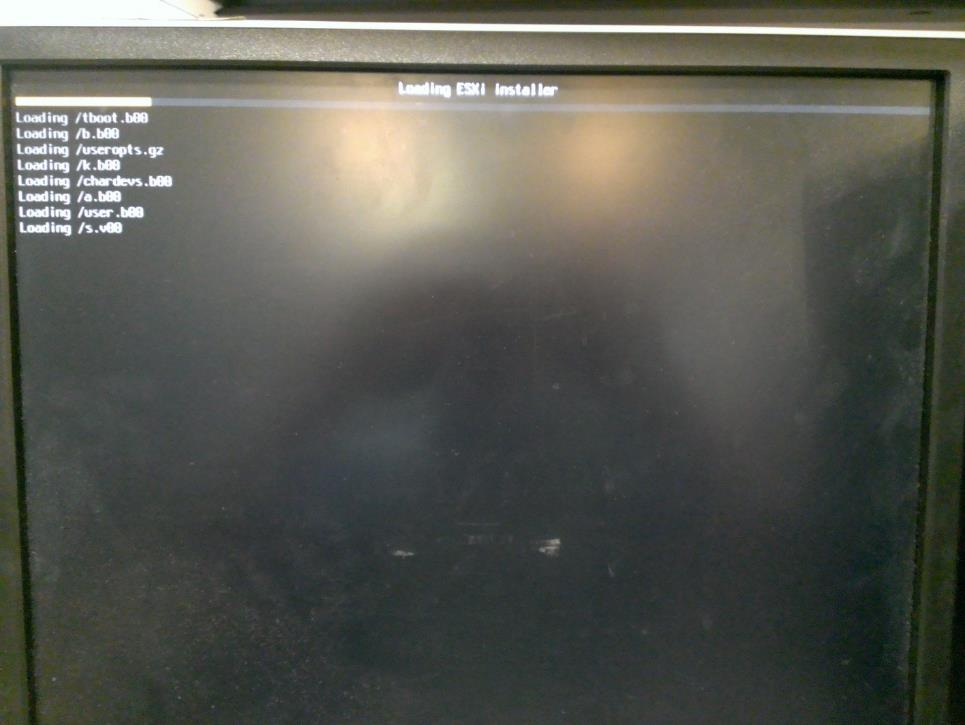 Loading ESXi installer
Loading /tboot.b00
Loading /b.b00
Loading /useropts.gz
Loading /k.b00
Loading /chardevs.b00
Loading /a.b00
Loading /user.b00
Loading /s.v00